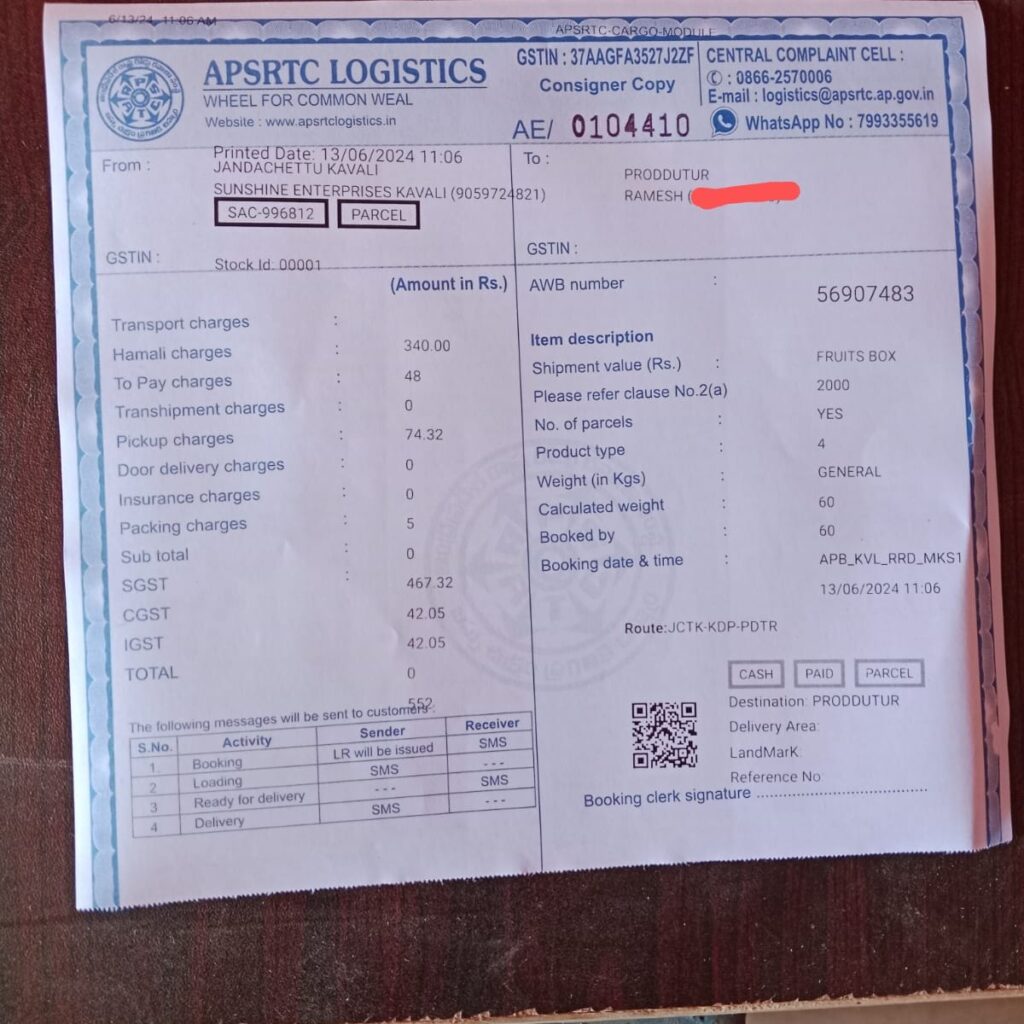 6/13/24, 11:06 AM
APSRTC-CARGO-MODULE
APSRTC LOGISTICS
WHEEL FOR COMMON WEAL
Website : www.apsrtclogistics.in
GSTIN : 37AAGFA3527J2ZF
Consigner Copy
AE/ 0104410
CENTRAL COMPLAINT CELL :
: 0866-2570006
E-mail : logistics@apsrtc.ap.gov.in
WhatsApp No : 7993355619
From :
Printed Date: 13/06/2024 11:06
JANDACHETTU KAVALI
SUNSHINE ENTERPRISES KAVALI (9059724821)
SAC-996812 PARCEL
GSTIN :
Stock Id: 00001
To :
PRODDUTUR
RAMESH (
GSTIN :
(Amount in Rs.)
Transport charges :
Hamali charges : 340.00
To Pay charges : 48
Transhipment charges : 0
Pickup charges : 74.32
Door delivery charges : 0
Insurance charges : 0
Packing charges : 5
Sub total : 0
SGST : 467.32
CGST 42.05
IGST 42.05
TOTAL 0
552
The following messages will be sent to customers
S.No. Activity Sender Receiver
1 Booking LR will be issued SMS
2 Loading SMS ---
3 Ready for delivery --- SMS
4 Delivery SMS ---
AWB number : 56907483
Item description
Shipment value (Rs.) : FRUITS BOX
Please refer clause No.2(a) 2000
No. of parcels : YES
Product type : 4
Weight (in Kgs) : GENERAL
Calculated weight : 60
Booked by : 60
Booking date & time : APB_KVL_RRD_MKS1
13/06/2024 11:06
Route:JCTK-KDP-PDTR
CASH PAID PARCEL
Destination: PRODDUTUR
Delivery Area:
LandMarK:
Reference No
Booking clerk signature ........................................